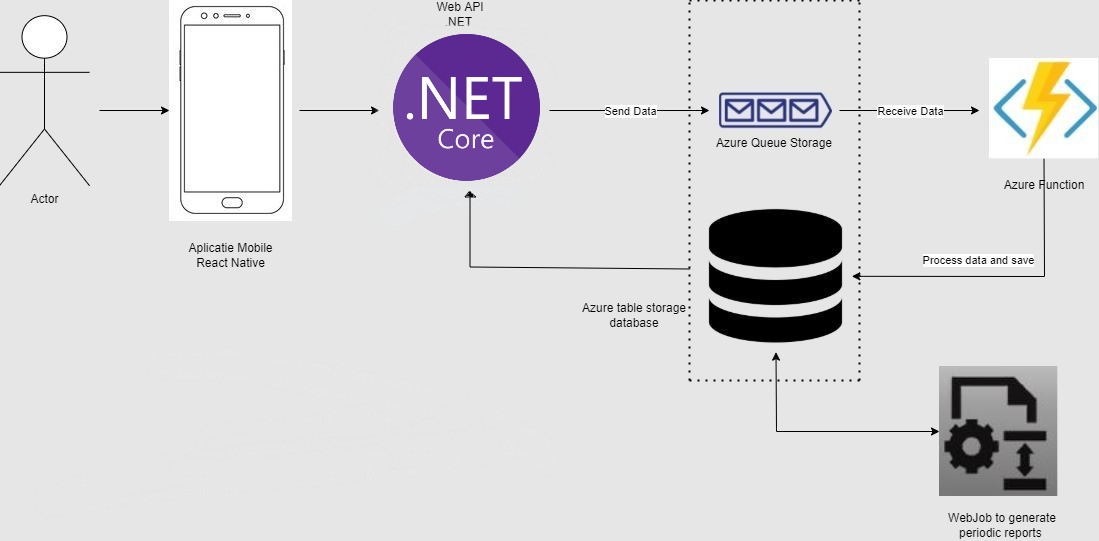 Web API
.NET
.NET
Core
Send Data
Receive Data
Azure Queue Storage
Azure Function
Actor
Aplicatie Mobile
React Native
Process data and save
Azure table storage
database
WebJob to generate
periodic reports